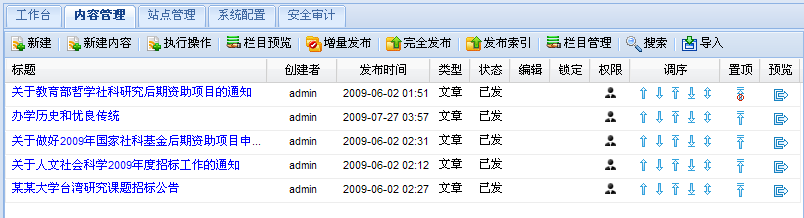 工作台 内容管理 站点管理 系统配置 安全审计
新建 新建内容 执行操作 栏目预览 增量发布 完全发布 发布索引 栏目管理 搜索 导入
标题 创建者 发布时间 类型 状态 编辑 锁定 权限 调序 置顶 预览
关于教育部哲学社科研究后期资助项目的通知 admin 2009-06-02 01:51 文章 已发
办学历史和优良传统 admin 2009-07-27 03:57 文章 已发
关于做好2009年国家社科基金后期资助项目申... admin 2009-06-02 02:31 文章 已发
关于人文社会科学2009年度招标工作的通知 admin 2009-06-02 02:12 文章 已发
某某大学台湾研究课题招标公告 admin 2009-06-02 02:27 文章 已发